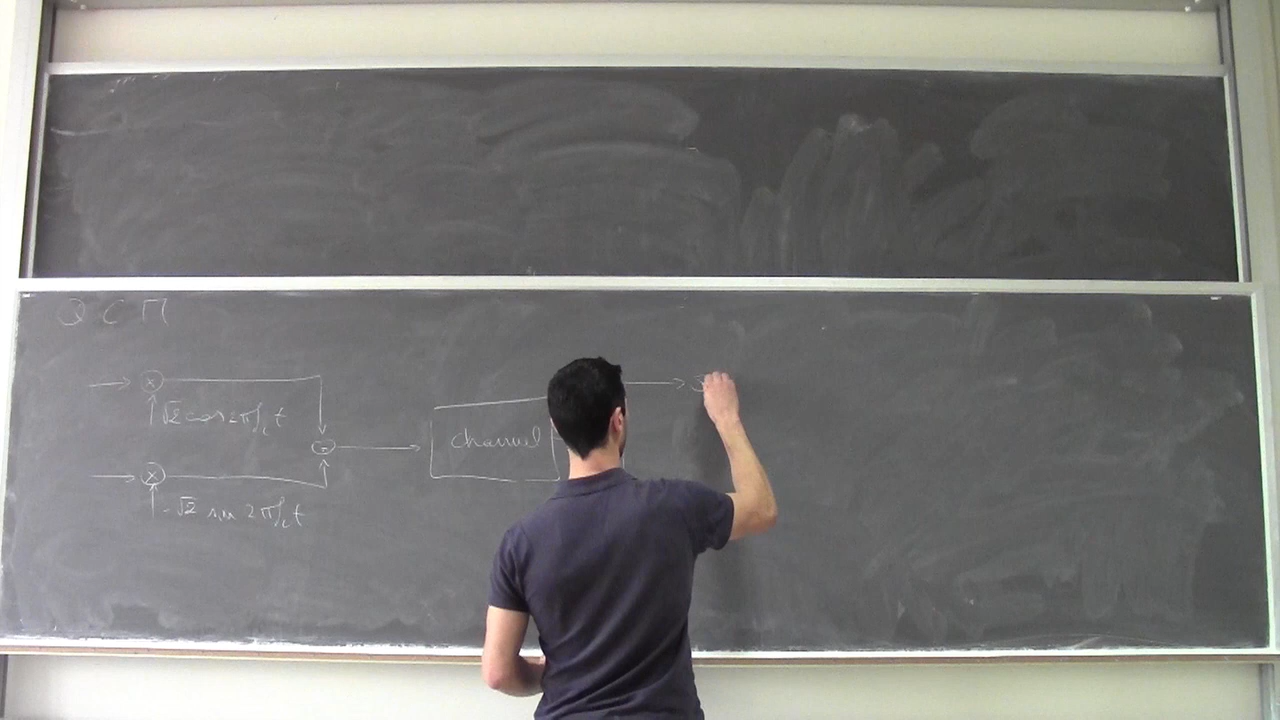 QCM
√2 cos 2πf_c t
channel
-√2 sin 2πf_c t